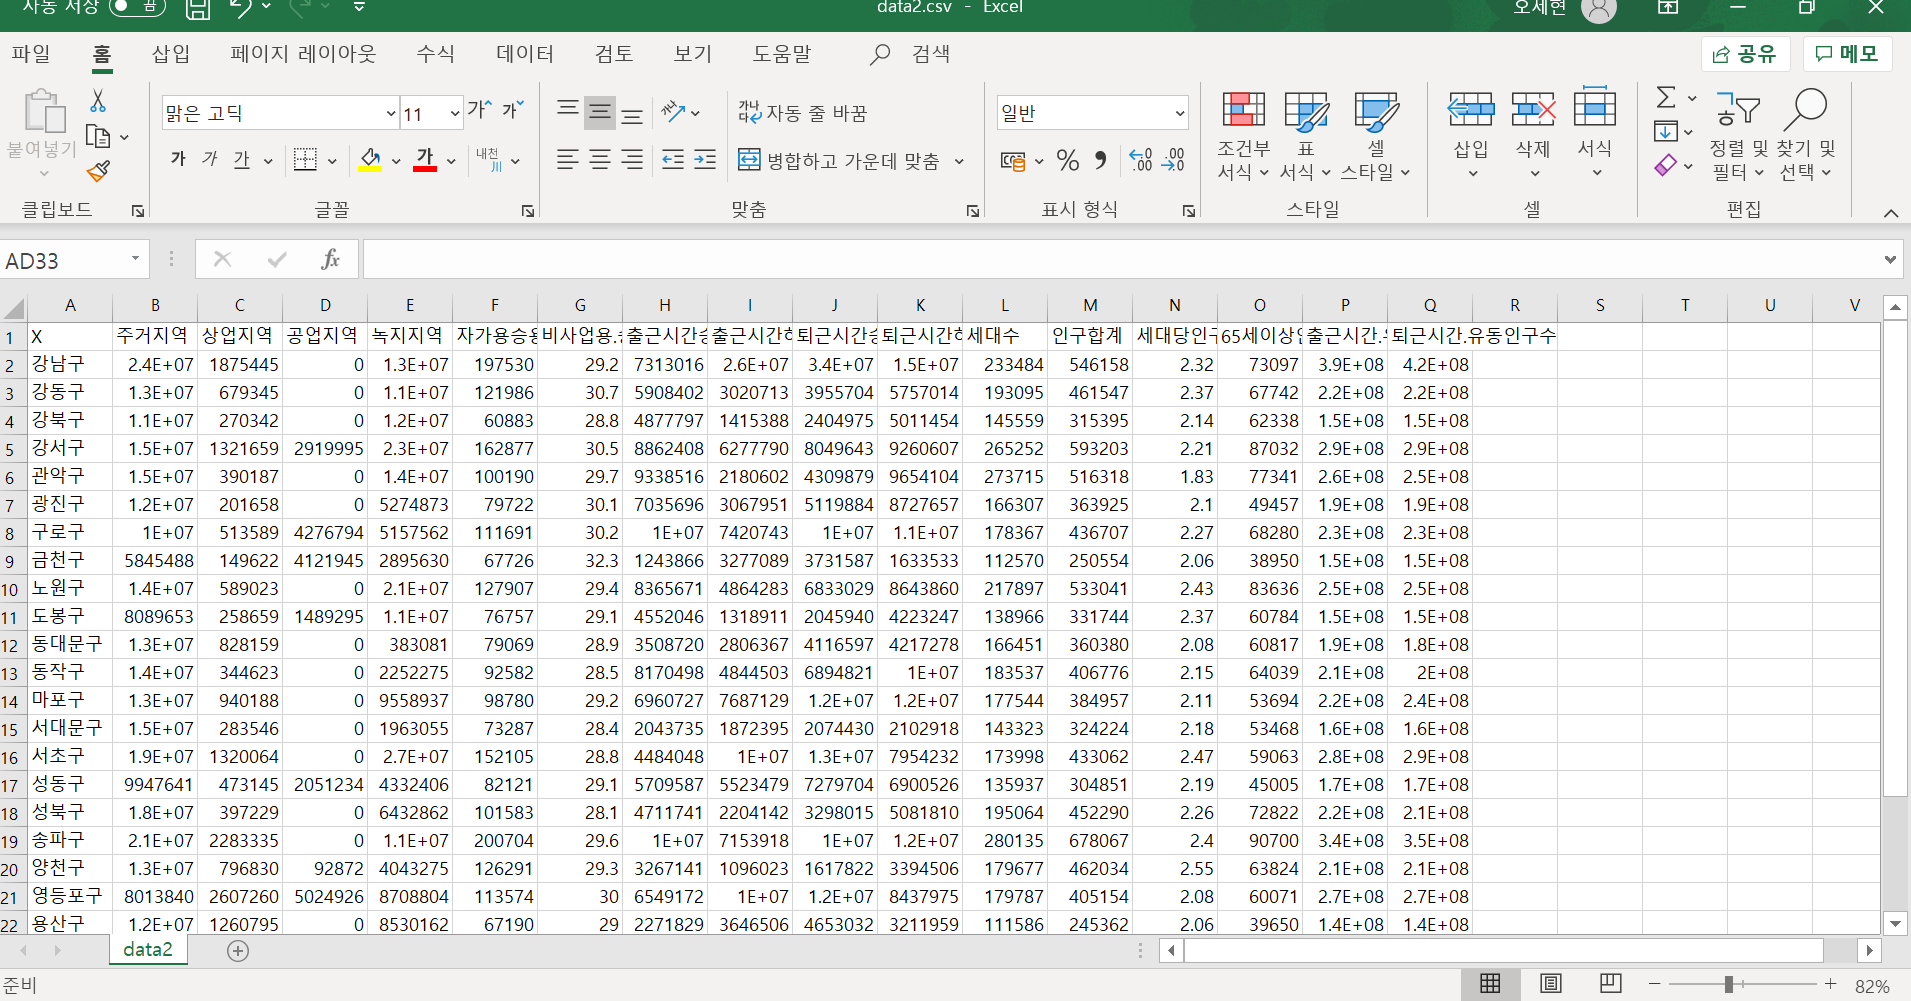 자동 저장 끔 data2.csv - Excel 오세현
파일 홈 삽입 페이지 레이아웃 수식 데이터 검토 보기 도움말 검색 공유 메모
붙여넣기
클립보드
맑은 고딕 11 가 가
가 가 가 가 내천
글꼴
가나다 자동 줄 바꿈
병합하고 가운데 맞춤
맞춤
일반
% , .00 .00
표시 형식
조건부 서식 표 서식 셀 스타일
스타일
삽입 삭제 서식
셀
정렬 및 필터 찾기 및 선택
편집
AD33 fx
A B C D E F G H I J K L M N O P Q R S T U V
1 X 주거지역 상업지역 공업지역 녹지지역 자가용승용 비사업용. 출근시간승 출근시간하 퇴근시간승 퇴근시간하 세대수 인구합계 세대당인구 65세이상인 출근시간. 퇴근시간.유동인구수
2 강남구 2.4E+07 1875445 0 1.3E+07 197530 29.2 7313016 2.6E+07 3.4E+07 1.5E+07 233484 546158 2.32 73097 3.9E+08 4.2E+08
3 강동구 1.3E+07 679345 0 1.1E+07 121986 30.7 5908402 3020713 3955704 5757014 193095 461547 2.37 67742 2.2E+08 2.2E+08
4 강북구 1.1E+07 270342 0 1.2E+07 60883 28.8 4877797 1415388 2404975 5011454 145559 315395 2.14 62338 1.5E+08 1.5E+08
5 강서구 1.5E+07 1321659 2919995 2.3E+07 162877 30.5 8862408 6277790 8049643 9260607 265252 593203 2.21 87032 2.9E+08 2.9E+08
6 관악구 1.5E+07 390187 0 1.4E+07 100190 29.7 9338516 2180602 4309879 9654104 273715 516318 1.83 77341 2.6E+08 2.5E+08
7 광진구 1.2E+07 201658 0 5274873 79722 30.1 7035696 3067951 5119884 8727657 166307 363925 2.1 49457 1.9E+08 1.9E+08
8 구로구 1E+07 513589 4276794 5157562 111691 30.2 1E+07 7420743 1E+07 1.1E+07 178367 436707 2.27 68280 2.3E+08 2.3E+08
9 금천구 5845488 149622 4121945 2895630 67726 32.3 1243866 3277089 3731587 1633533 112570 250554 2.06 38950 1.5E+08 1.5E+08
10 노원구 1.4E+07 589023 0 2.1E+07 127907 29.4 8365671 4864283 6833029 8643860 217897 533041 2.43 83636 2.5E+08 2.5E+08
11 도봉구 8089653 258659 1489295 1.1E+07 76757 29.1 4552046 1318911 2045940 4223247 138966 331744 2.37 60784 1.5E+08 1.5E+08
12 동대문구 1.3E+07 828159 0 383081 79069 28.9 3508720 2806367 4116597 4217278 166451 360380 2.08 60817 1.9E+08 1.8E+08
13 동작구 1.4E+07 344623 0 2252275 92582 28.5 8170498 4844503 6894821 1E+07 183537 406776 2.15 64039 2.1E+08 2E+08
14 마포구 1.3E+07 940188 0 9558937 98780 29.2 6960727 7687129 1.2E+07 1.2E+07 177544 384957 2.11 53694 2.2E+08 2.4E+08
15 서대문구 1.5E+07 283546 0 1963055 73287 28.4 2043735 1872395 2074430 2102918 143323 324224 2.18 53468 1.6E+08 1.6E+08
16 서초구 1.9E+07 1320064 0 2.7E+07 152105 28.8 4484048 1E+07 1.3E+07 7954232 173998 433062 2.47 59063 2.8E+08 2.9E+08
17 성동구 9947641 473145 2051234 4332406 82121 29.1 5709587 5523479 7279704 6900526 135937 304851 2.19 45005 1.7E+08 1.7E+08
18 성북구 1.8E+07 397229 0 6432862 101583 28.1 4711741 2204142 3298015 5081810 195064 452290 2.26 72822 2.2E+08 2.1E+08
19 송파구 2.1E+07 2283335 0 1.1E+07 200704 29.6 1E+07 7153918 1E+07 1.2E+07 280135 678067 2.4 90700 3.4E+08 3.5E+08
20 양천구 1.3E+07 796830 92872 4043275 126291 29.3 3267141 1096023 1617822 3394506 179677 462034 2.55 63824 2.1E+08 2.1E+08
21 영등포구 8013840 2607260 5024926 8708804 113574 30 6549172 1E+07 1.2E+07 8437975 179787 405154 2.08 60071 2.7E+08 2.7E+08
22 용산구 1.2E+07 1260795 0 8530162 67190 29 2271829 3646506 4653032 3211959 111586 245362 2.06 39650 1.4E+08 1.4E+08
data2
준비 82%